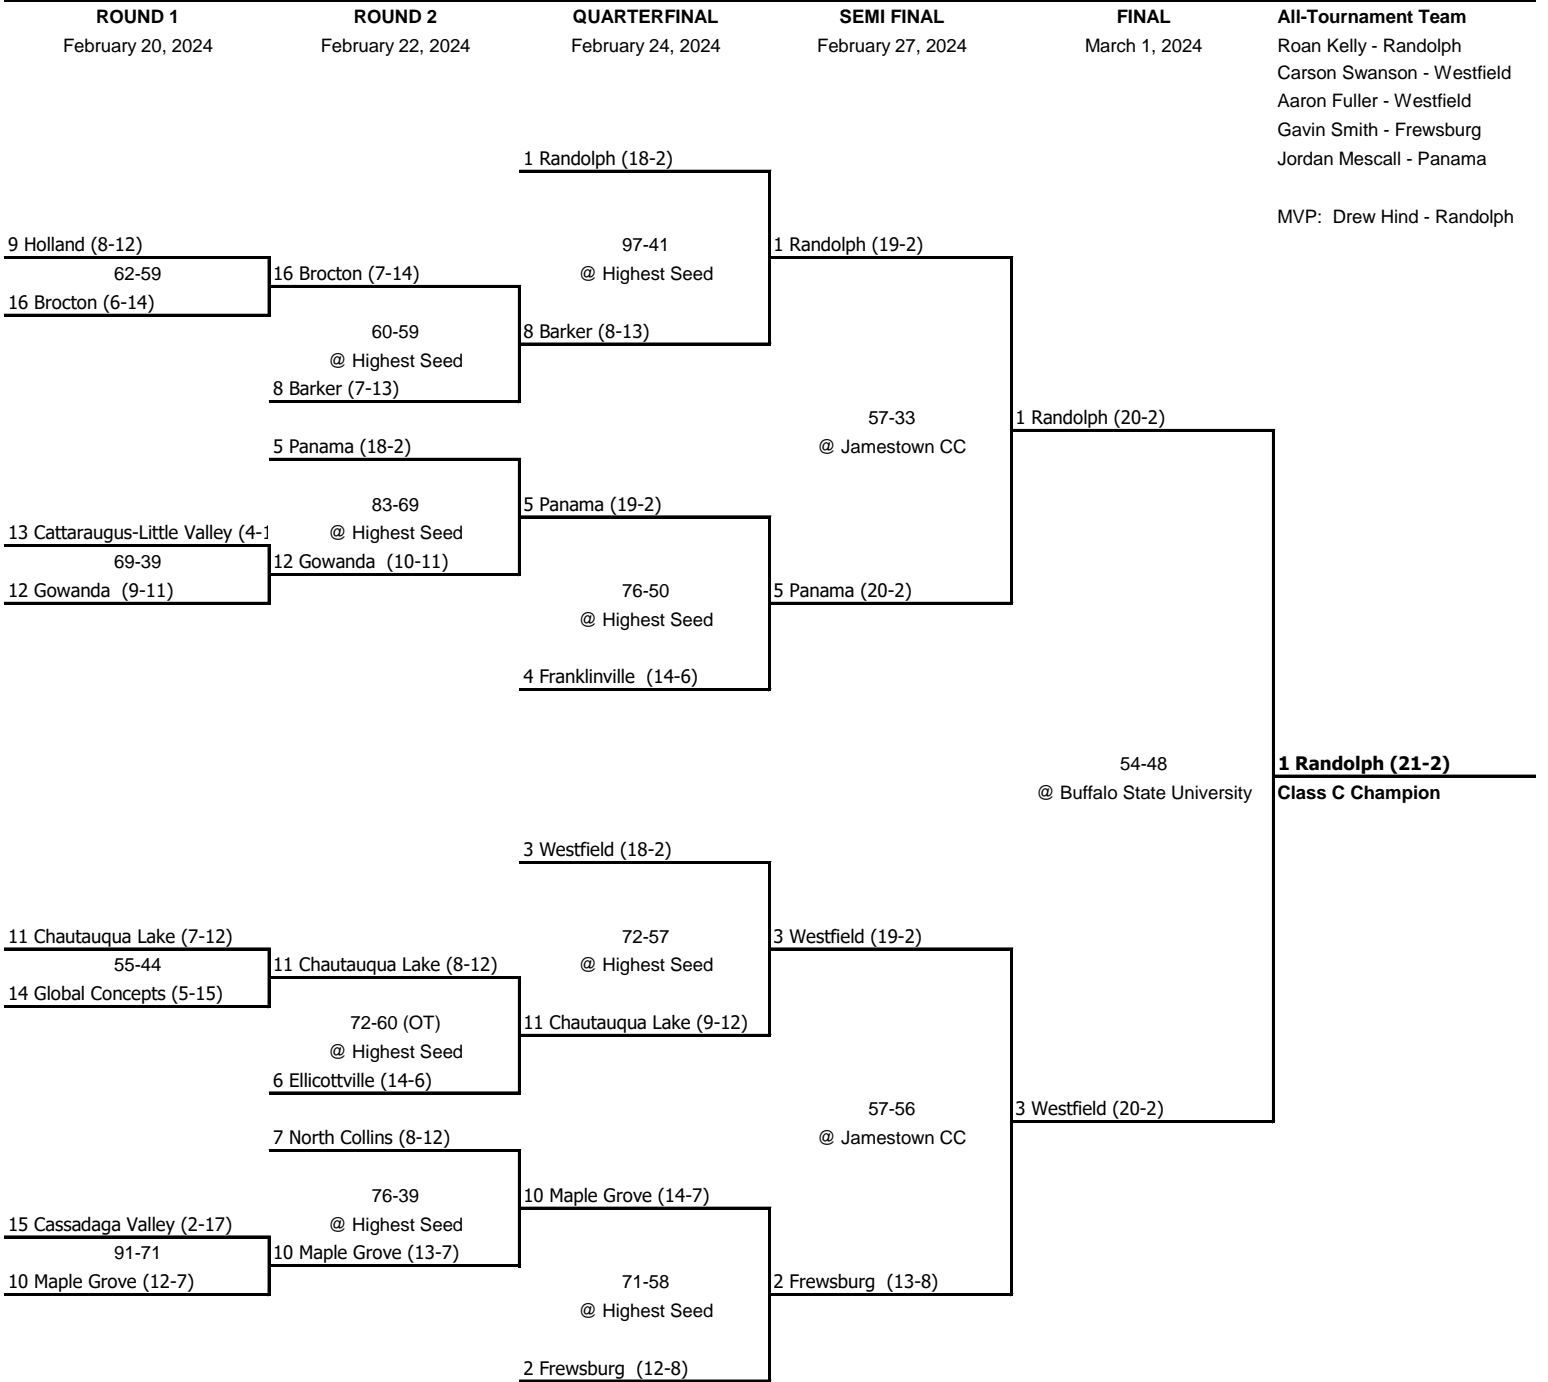 ROUND 1 ROUND 2 QUARTERFINAL SEMI FINAL FINAL All-Tournament Team
February 20, 2024 February 22, 2024 February 24, 2024 February 27, 2024 March 1, 2024 Roan Kelly - Randolph
Carson Swanson - Westfield
Aaron Fuller - Westfield
Gavin Smith - Frewsburg
1 Randolph (18-2) Jordan Mescall - Panama
MVP: Drew Hind - Randolph
9 Holland (8-12) 97-41 1 Randolph (19-2)
62-59 16 Brocton (7-14) @ Highest Seed
16 Brocton (6-14)
60-59 8 Barker (8-13)
@ Highest Seed
8 Barker (7-13)
57-33 1 Randolph (20-2)
5 Panama (18-2) @ Jamestown CC
83-69 5 Panama (19-2)
13 Cattaraugus-Little Valley (4-1 @ Highest Seed
69-39 12 Gowanda (10-11)
12 Gowanda (9-11) 76-50 5 Panama (20-2)
@ Highest Seed
4 Franklinville (14-6)
54-48 1 Randolph (21-2)
@ Buffalo State University Class C Champion
3 Westfield (18-2)
11 Chautauqua Lake (7-12) 72-57 3 Westfield (19-2)
55-44 11 Chautauqua Lake (8-12) @ Highest Seed
14 Global Concepts (5-15)
72-60 (OT) 11 Chautauqua Lake (9-12)
@ Highest Seed
6 Ellicottville (14-6)
57-56 3 Westfield (20-2)
7 North Collins (8-12) @ Jamestown CC
76-39 10 Maple Grove (14-7)
15 Cassadaga Valley (2-17) @ Highest Seed
91-71 10 Maple Grove (13-7)
10 Maple Grove (12-7) 71-58 2 Frewsburg (13-8)
@ Highest Seed
2 Frewsburg (12-8)